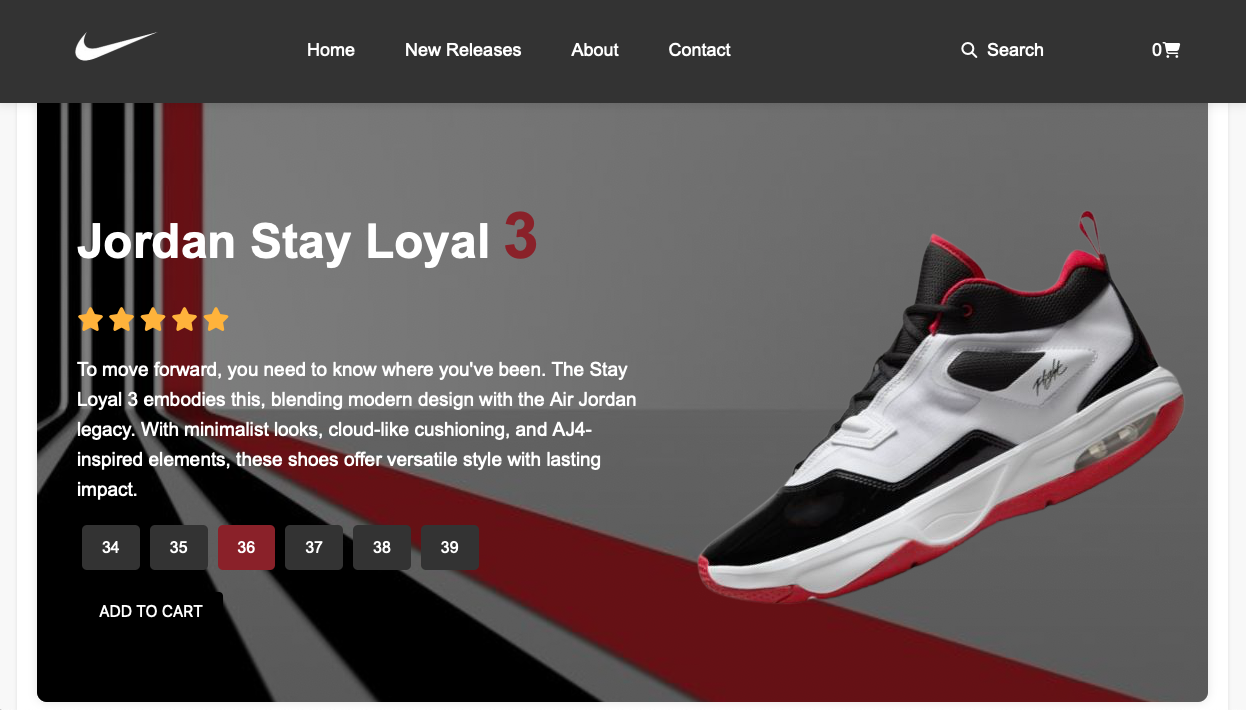 Home
New Releases
About
Contact
Search
0
Jordan Stay Loyal 3
To move forward, you need to know where you've been. The Stay
Loyal 3 embodies this, blending modern design with the Air Jordan
legacy. With minimalist looks, cloud-like cushioning, and AJ4-
inspired elements, these shoes offer versatile style with lasting
impact.
34
35
36
37
38
39
ADD TO CART
Flight